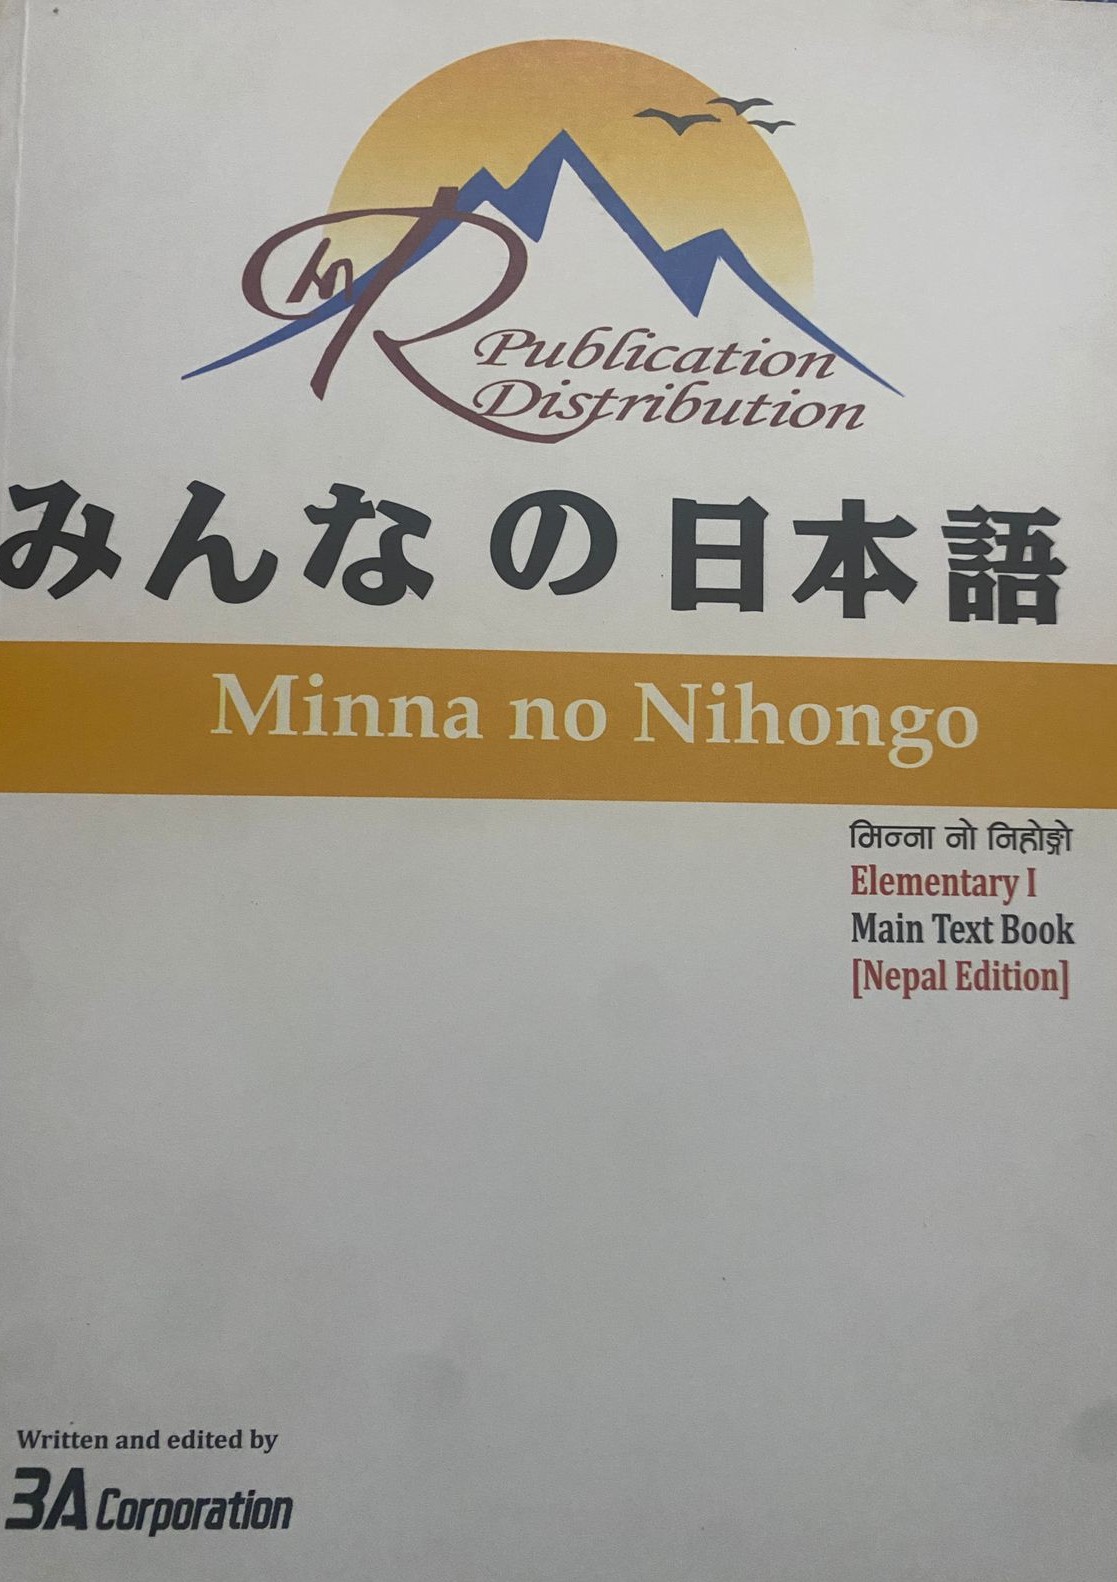 R Publication
Distribution
みんなの日本語
Minna no Nihongo
मिन्ना नो निहोङ्गो
Elementary I
Main Text Book
[Nepal Edition]
Written and edited by
3A Corporation